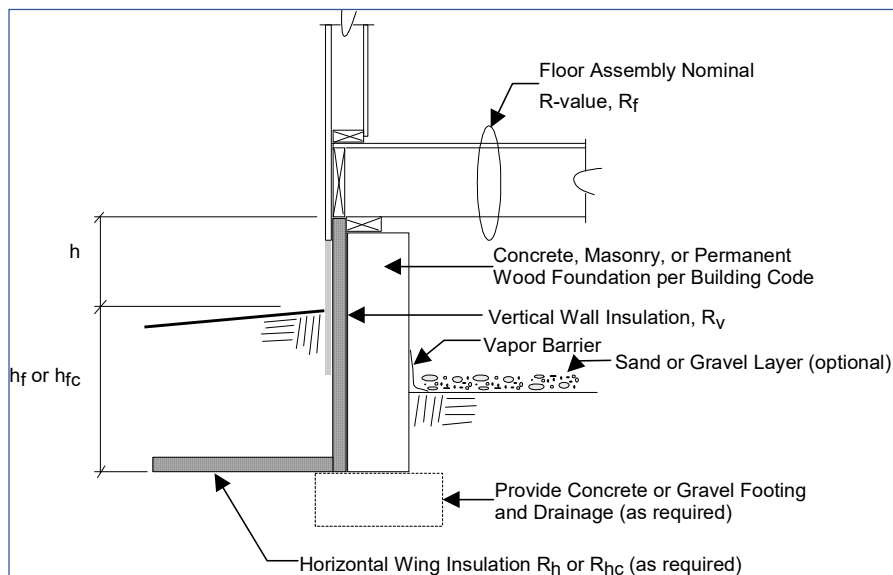 Floor Assembly Nominal
R-value, Rf
h
Concrete, Masonry, or Permanent
Wood Foundation per Building Code
Vertical Wall Insulation, Rv
Vapor Barrier
Sand or Gravel Layer (optional)
hf or hfc
Provide Concrete or Gravel Footing
and Drainage (as required)
Horizontal Wing Insulation Rh or Rhc (as required)